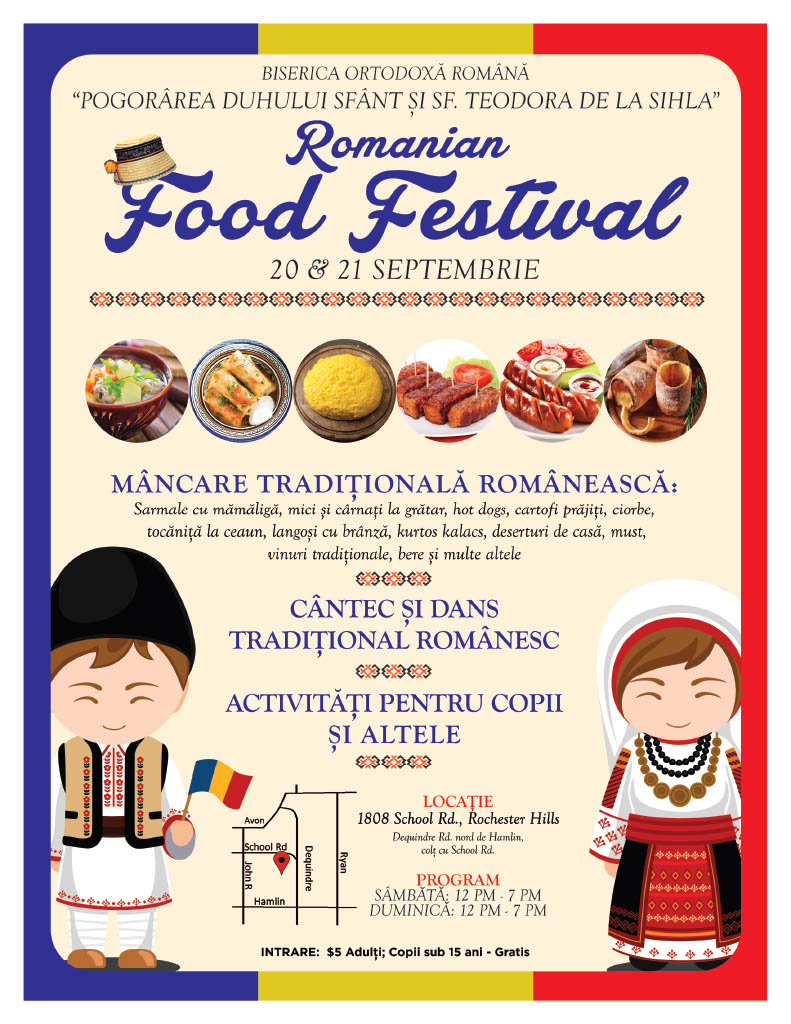 BISERICA ORTODOXĂ ROMÂNĂ
“POGORÂREA DUHULUI SFÂNT ȘI SF. TEODORA DE LA SIHLA”
Romanian
Food Festival
20 & 21 SEPTEMBRIE
MÂNCARE TRADIȚIONALĂ ROMÂNEASCĂ:
Sarmale cu mămăligă, mici și cârnați la grătar, hot dogs, cartofi prăjiți, ciorbe,
tocăniță la ceaun, langoși cu brânză, kurtos kalacs, deserturi de casă, must,
vinuri tradiționale, bere și multe altele
CÂNTEC ȘI DANS
TRADIȚIONAL ROMÂNESC
ACTIVITĂȚI PENTRU COPII
ȘI ALTELE
Avon
School Rd
John R
Dequindre
Ryan
Hamlin
LOCAȚIE
1808 School Rd., Rochester Hills
Dequindre Rd. nord de Hamlin,
colț cu School Rd.
PROGRAM
SÂMBĂTĂ: 12 PM - 7 PM
DUMINICĂ: 12 PM - 7 PM
INTRARE: $5 Adulți; Copii sub 15 ani - Gratis